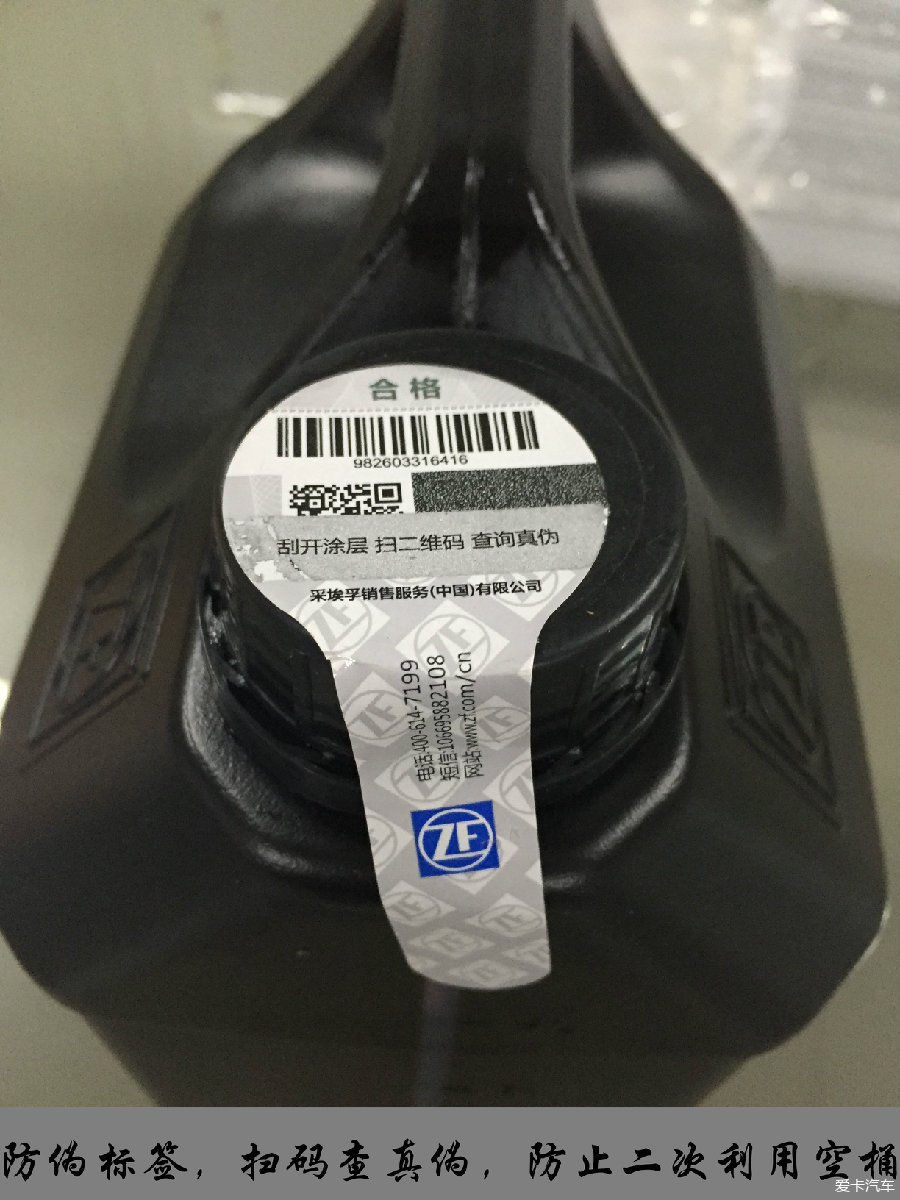 合格
982603316416
刮开涂层 扫二维码 查询真伪
采埃孚销售服务(中国)有限公司
电话:400-614-7199
短信:106695882108
网站:www.zf.com/cn
ZF
防伪标签，扫码查真伪，防止二次利用空桶
爱卡汽车